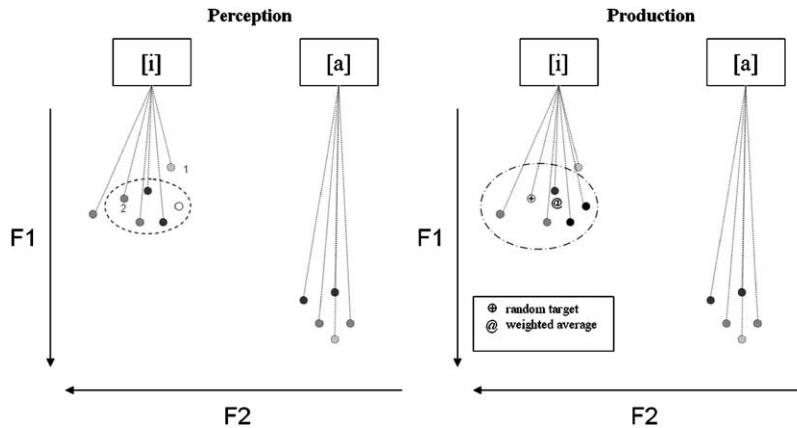 Perception
[i]
[a]
1
2
F1
F2
Production
[i]
[a]
@
F1
random target
@ weighted average
F2